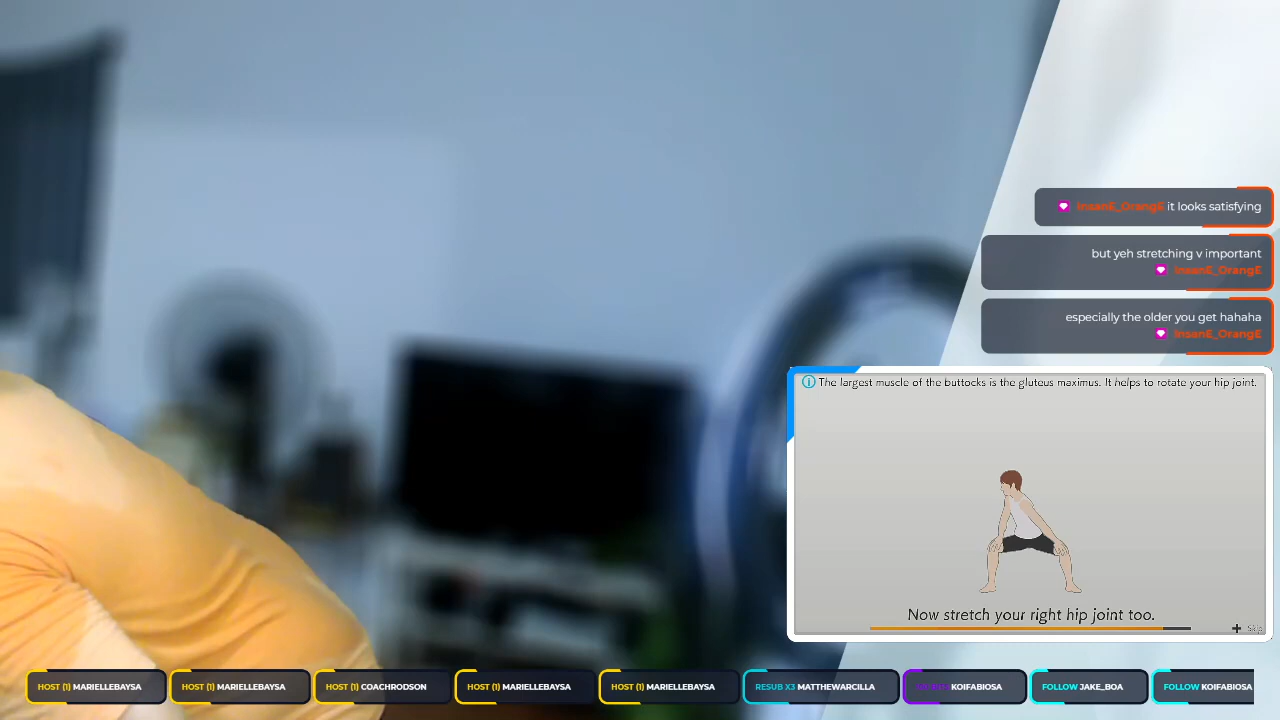 InsanE_OrangE it looks satisfying
but yeh stretching v important
InsanE_OrangE
especially the older you get hahaha
InsanE_OrangE
The largest muscle of the buttocks is the gluteus maximus. It helps to rotate your hip joint.
Now stretch your right hip joint too.
Skip
HOST (1) MARIELLEBAYSA
HOST (1) MARIELLEBAYSA
HOST (1) COACHRODSON
HOST (1) MARIELLEBAYSA
HOST (1) MARIELLEBAYSA
RESUB X3 MATTHEWARCILLA
KOIFABIOSA
FOLLOW JAKE_BOA
FOLLOW KOIFABIOSA